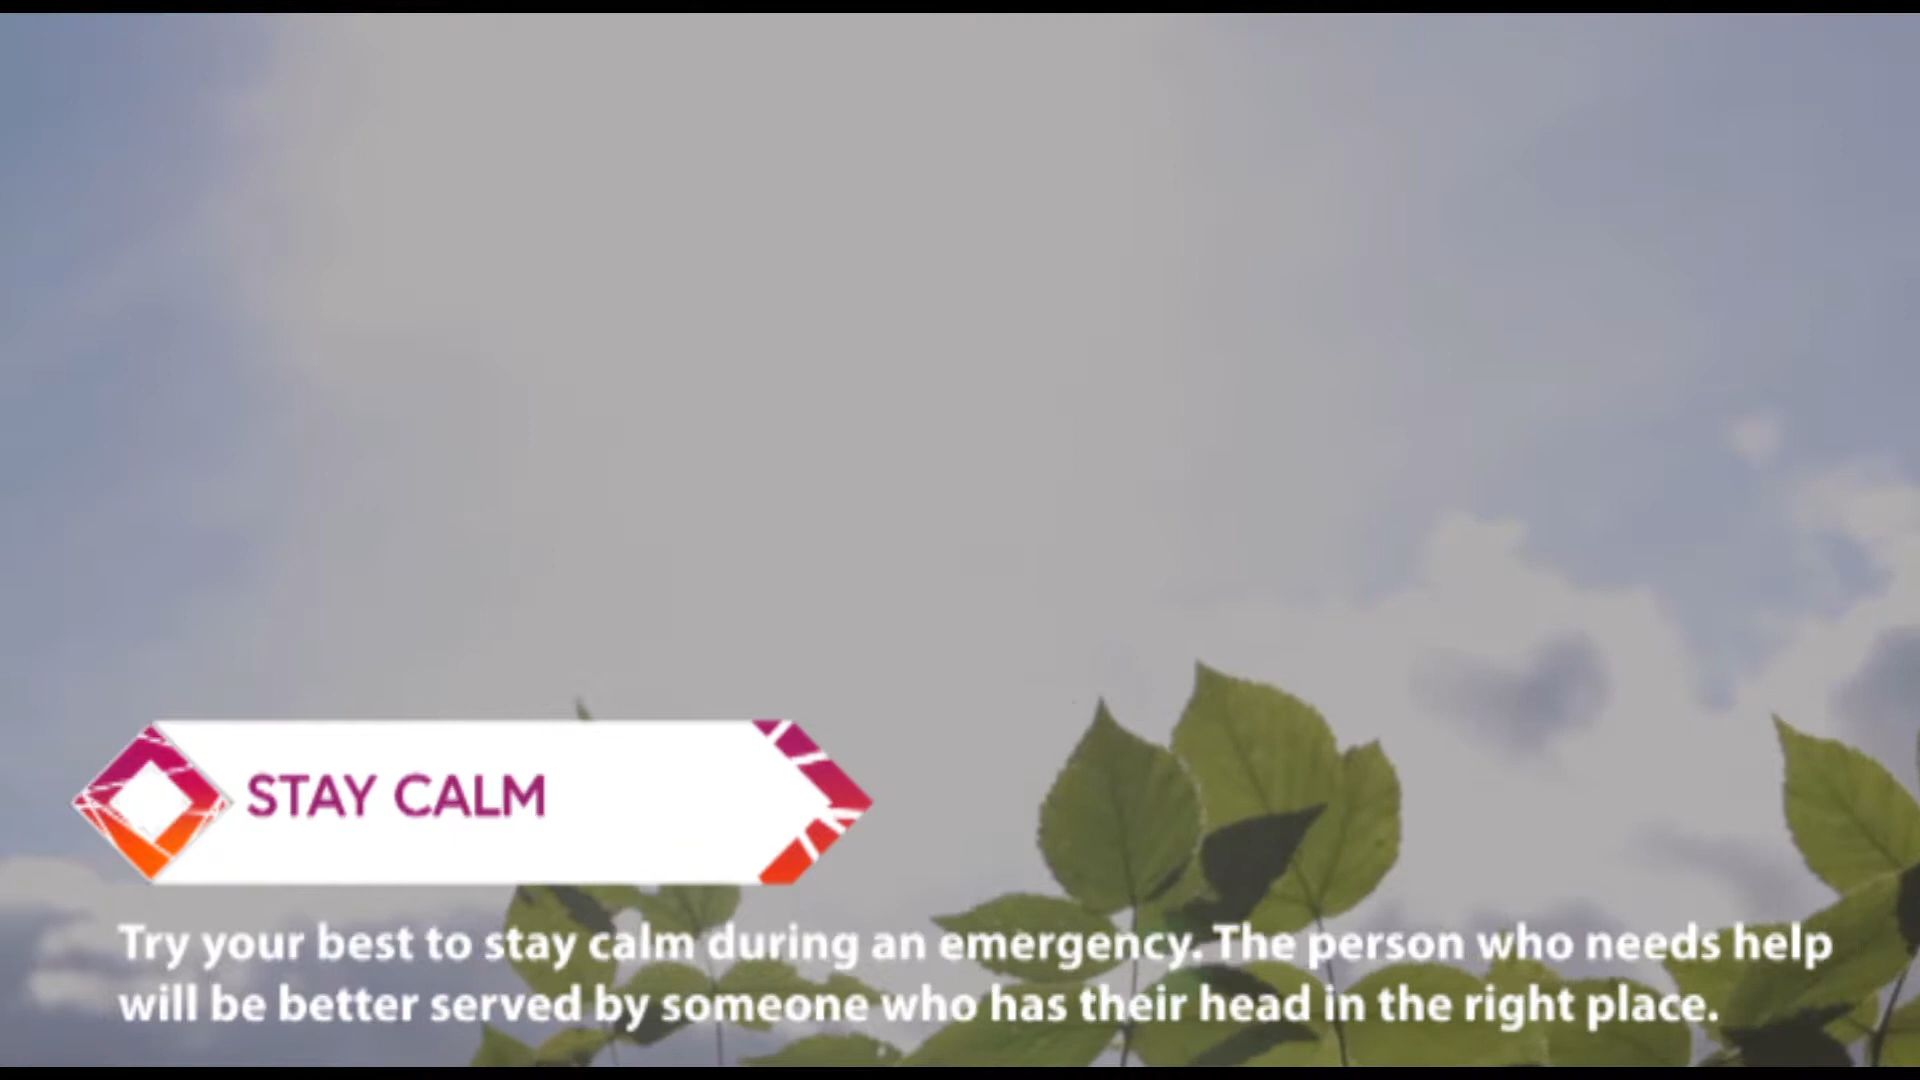 STAY CALM
Try your best to stay calm during an emergency. The person who needs help
will be better served by someone who has their head in the right place.